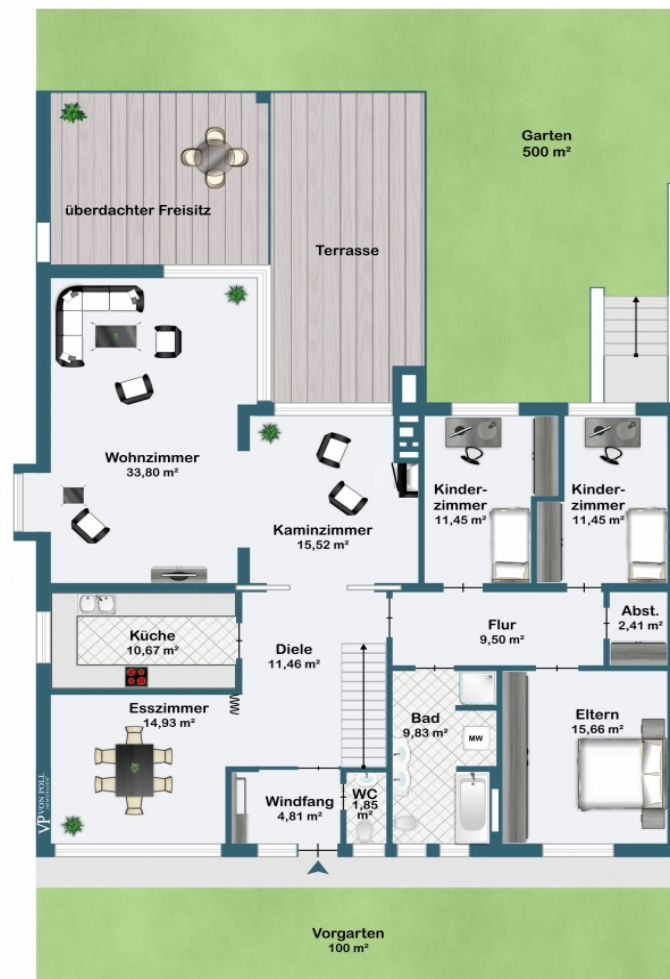 Garten
500 m²
überdachter Freisitz
Terrasse
Wohnzimmer
33,80 m²
Kaminzimmer
15,52 m²
Kinder-
zimmer
11,45 m²
Kinder-
zimmer
11,45 m²
Küche
10,67 m²
Diele
11,46 m²
Flur
9,50 m²
Abst.
2,41 m²
Esszimmer
14,93 m²
Bad
9,83 m²
MW
Eltern
15,66 m²
Windfang
4,81 m²
WC
1,85
m²
VP VON POLL
Vorgarten
100 m²